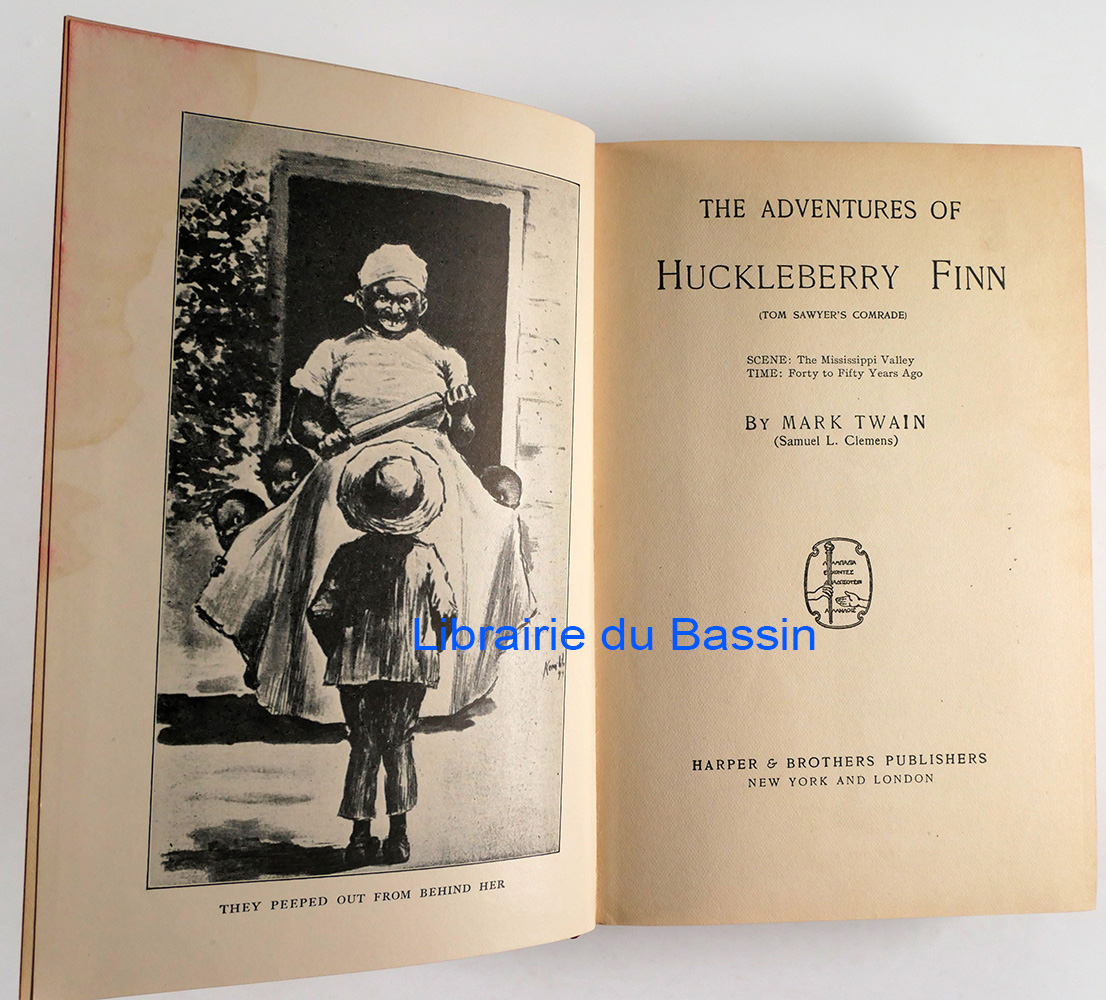 THEY PEEPED OUT FROM BEHIND HER
THE ADVENTURES OF
HUCKLEBERRY FINN
(TOM SAWYER'S COMRADE)
SCENE: The Mississippi Valley
TIME: Forty to Fifty Years Ago
BY MARK TWAIN
(Samuel L. Clemens)
Librairie du Bassin
HARPER & BROTHERS PUBLISHERS
NEW YORK AND LONDON